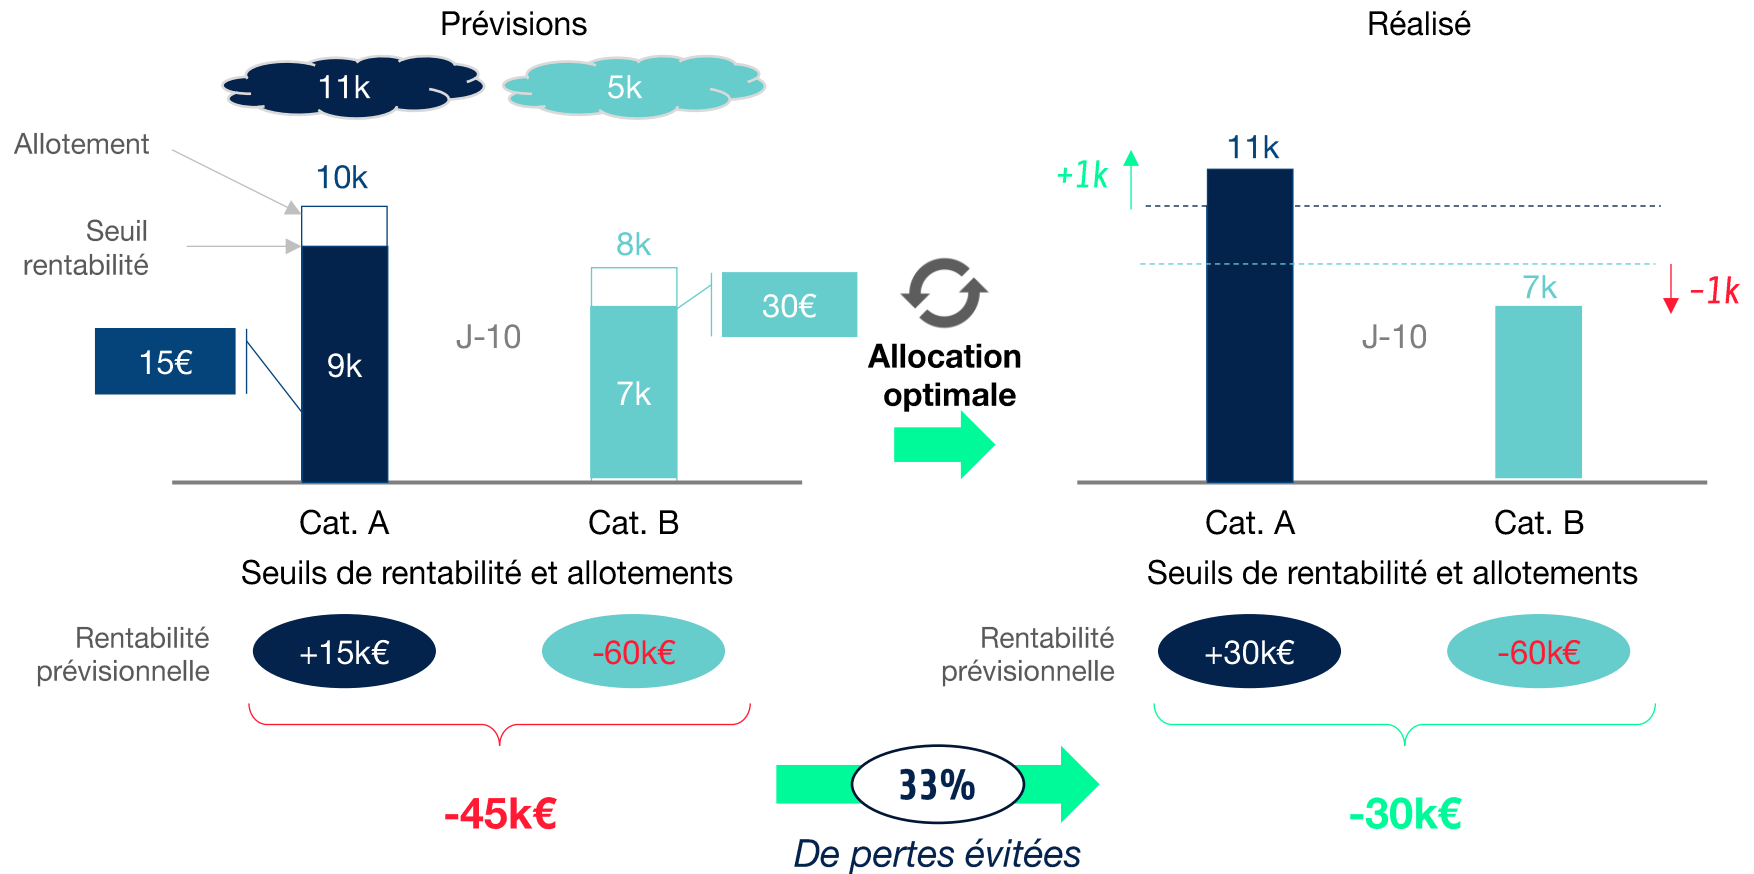 Prévisions
Réalisé
11k
5k
Allotement
10k
Seuil
rentabilité
8k
15€
9k
J-10
30€
7k
Allocation
optimale
+1k
11k
7k
-1k
J-10
Cat. A
Cat. B
Cat. A
Cat. B
Seuils de rentabilité et allotements
Seuils de rentabilité et allotements
Rentabilité
prévisionnelle
+15k€
-60k€
Rentabilité
prévisionnelle
+30k€
-60k€
-45k€
33%
De pertes évitées
-30k€